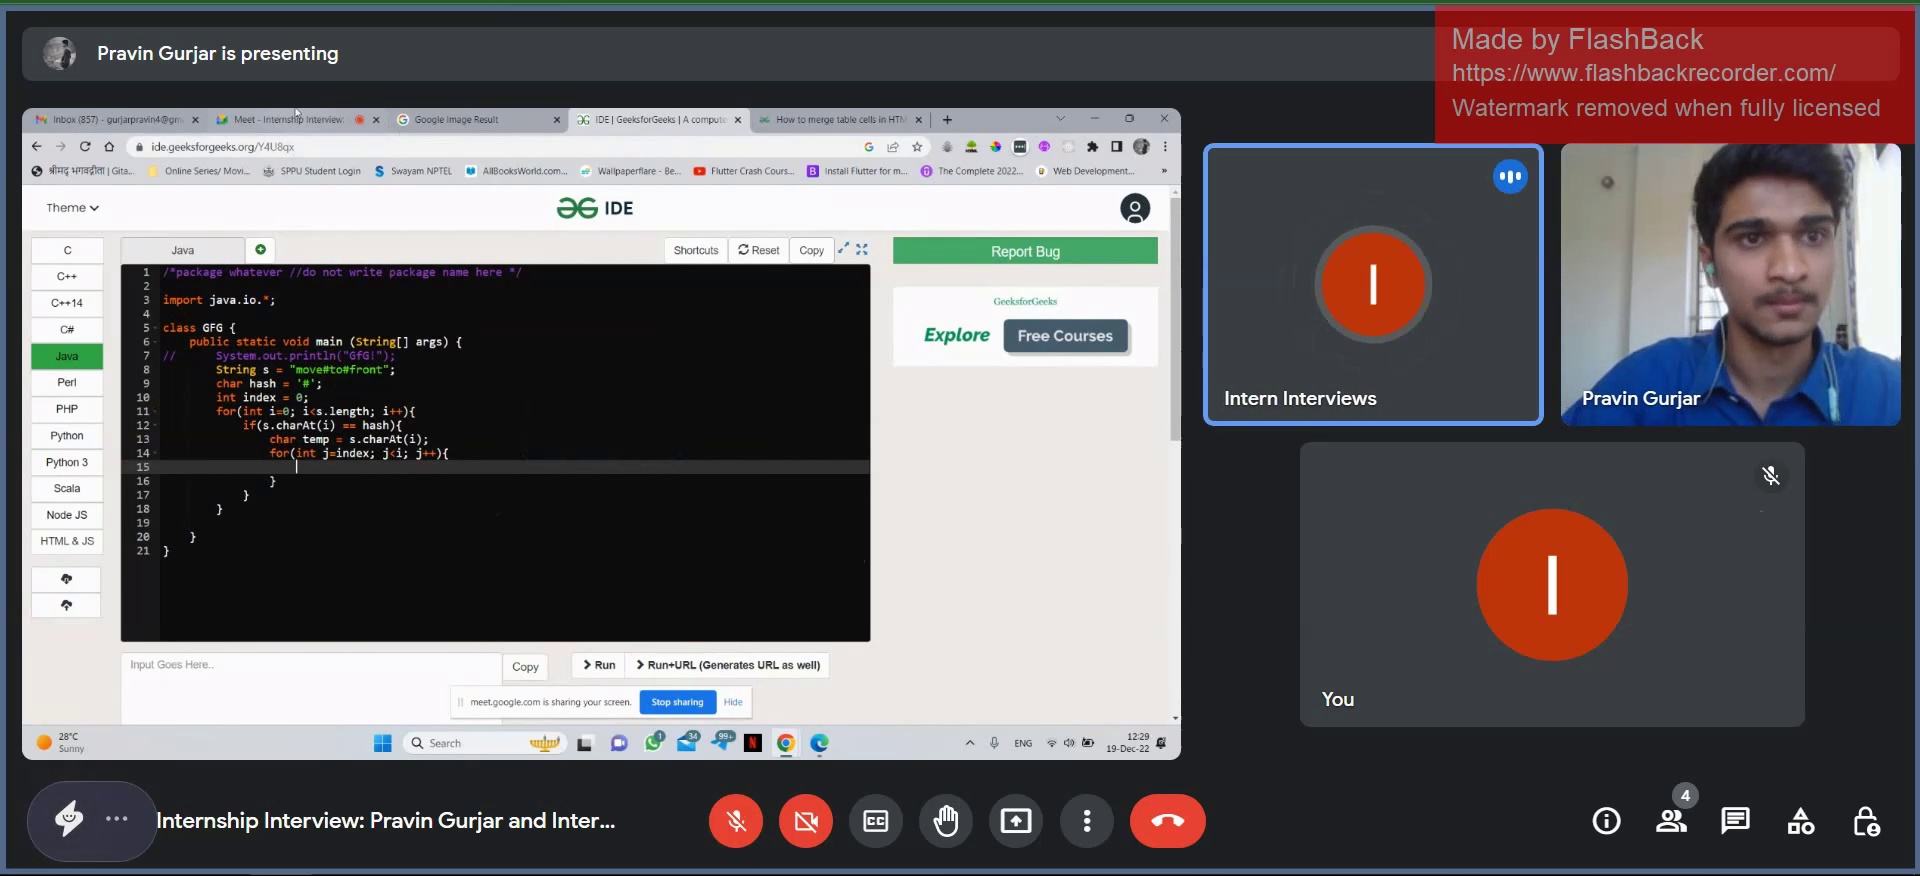 Pravin Gurjar is presenting
Made by FlashBack
https://www.flashbackrecorder.com/
Watermark removed when fully licensed
Inbox (857) - gurjarpravin4@gm
Meet - Internship Interview:
Google Image Result
IDE | GeeksforGeeks | A compute
How to merge table cells in HTM
ide.geeksforgeeks.org/Y4U8qx
श्रीमद् भगवद्गीता | Gita...
Online Series/ Movi...
SPPU Student Login
Swayam NPTEL
AllBooksWorld.com...
Wallpaperflare - Be...
Flutter Crash Cours...
Install Flutter for m...
The Complete 2022...
Web Development...
»
Theme
IDE
C
C++
C++14
C#
Java
Perl
PHP
Python
Python 3
Scala
Node JS
HTML & JS
Java
Shortcuts
Reset
Copy
1 /*package whatever //do not write package name here */
2
3 import java.io.*;
4
5 class GFG {
6 public static void main (String[] args) {
7 // System.out.println("GfG!");
8 String s = "move#to#front";
9 char hash = '#';
10 int index = 0;
11 for(int i=0; i<s.length; i++){
12 if(s.charAt(i) == hash){
13 char temp = s.charAt(i);
14 for(int j=index; j<i; j++){
15
16 }
17 }
18 }
19
20 }
21 }
Report Bug
GeeksforGeeks
Explore
Free Courses
Input Goes Here..
Copy
Run
Run+URL (Generates URL as well)
meet.google.com is sharing your screen.
Stop sharing
Hide
28°C
Sunny
Search
1
34
99+
N
ENG
12:29
19-Dec-22
I
Intern Interviews
Pravin Gurjar
I
You
Internship Interview: Pravin Gurjar and Inter...
CC
4